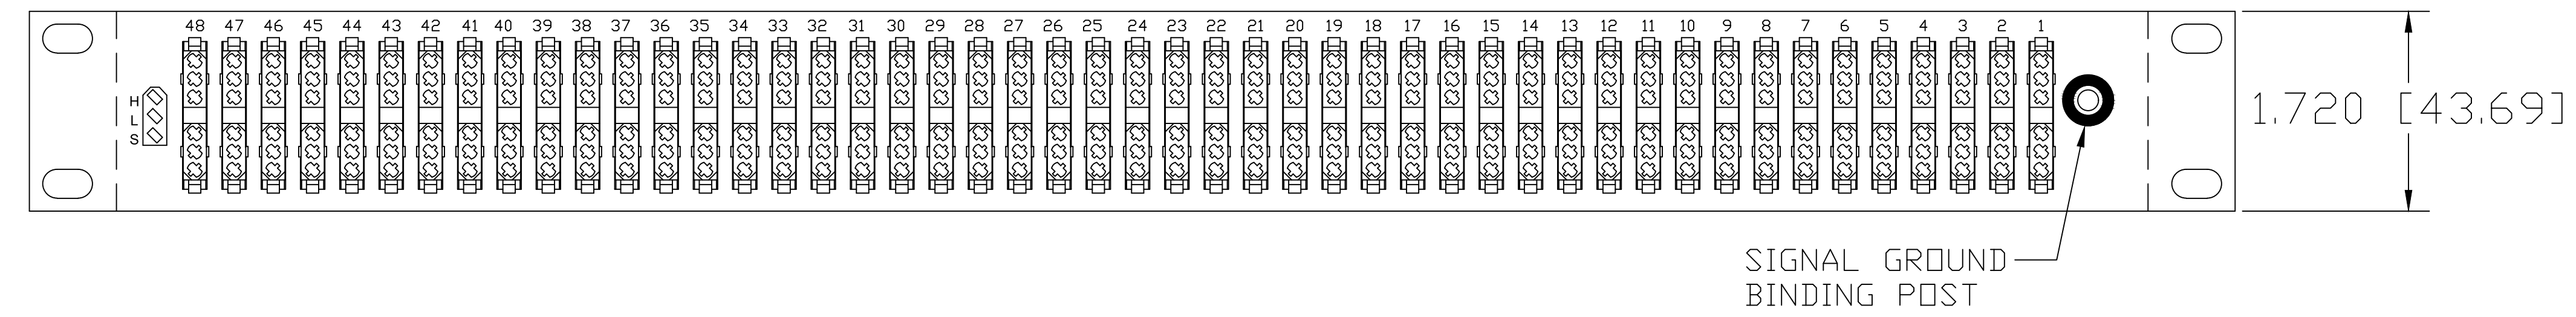 48 47 46 45 44 43 42 41 40 39 38 37 36 35 34 33 32 31 30 29 28 27 26 25 24 23 22 21 20 19 18 17 16 15 14 13 12 11 10 9 8 7 6 5 4 3 2 1
H
L
S
1.720 [43.69]
SIGNAL GROUND
BINDING POST